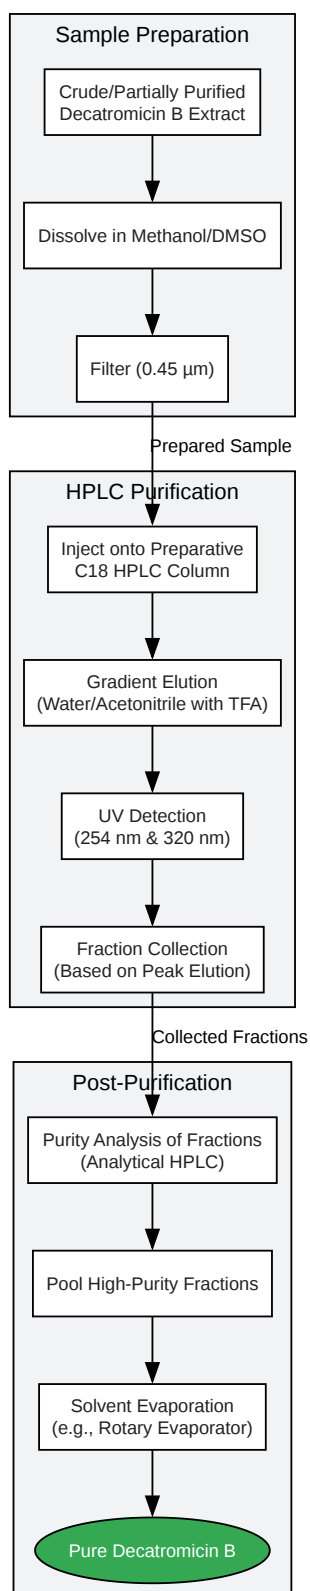 Sample Preparation
Crude/Partially Purified
Decatromicin B Extract
Dissolve in Methanol/DMSO
Filter (0.45 µm)
Prepared Sample
HPLC Purification
Inject onto Preparative
C18 HPLC Column
Gradient Elution
(Water/Acetonitrile with TFA)
UV Detection
(254 nm & 320 nm)
Fraction Collection
(Based on Peak Elution)
Collected Fractions
Post-Purification
Purity Analysis of Fractions
(Analytical HPLC)
Pool High-Purity Fractions
Solvent Evaporation
(e.g., Rotary Evaporator)
Pure Decatromicin B